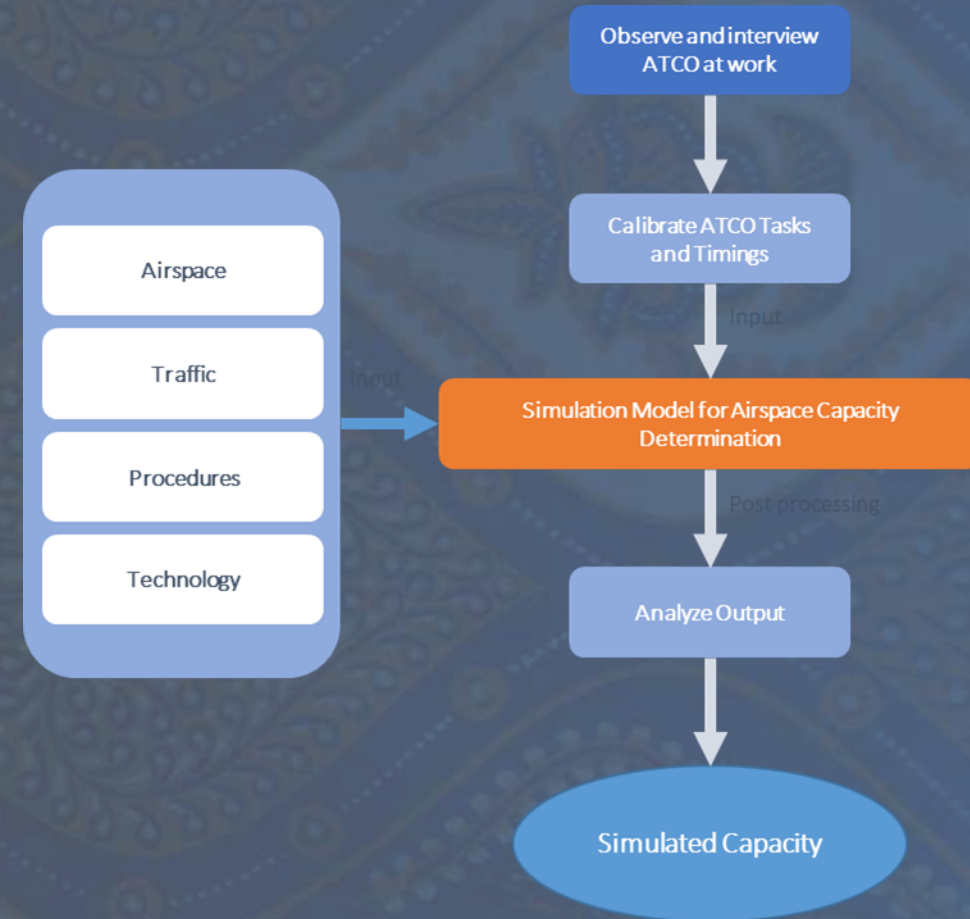 Observe and interview
ATCO at work
Calibrate ATCO Tasks
and Timings
Input
Airspace
Traffic
Procedures
Technology
Input
Simulation Model for Airspace Capacity
Determination
Post processing
Analyze Output
Simulated Capacity